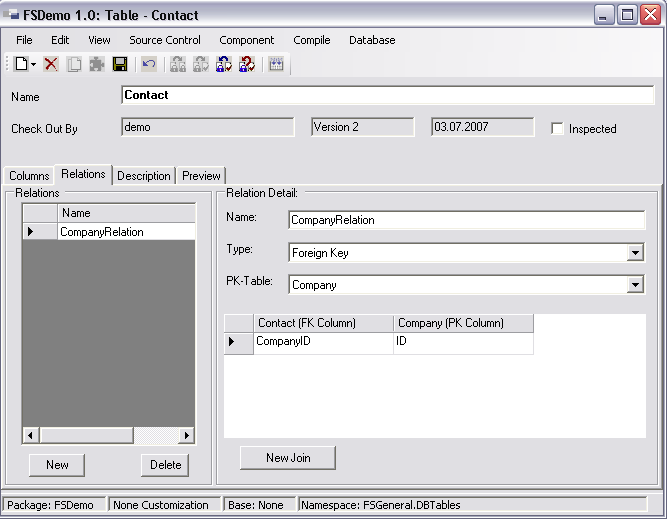 FSDemo 1.0: Table - Contact
File Edit View Source Control Component Compile Database
Name Contact
Check Out By demo Version 2 03.07.2007 Inspected
Columns Relations Description Preview
Relations
Name
CompanyRelation
New Delete
Relation Detail:
Name: CompanyRelation
Type: Foreign Key
PK-Table: Company
Contact (FK Column) Company (PK Column)
CompanyID ID
New Join
Package: FSDemo None Customization Base: None Namespace: FSGeneral.DBTables